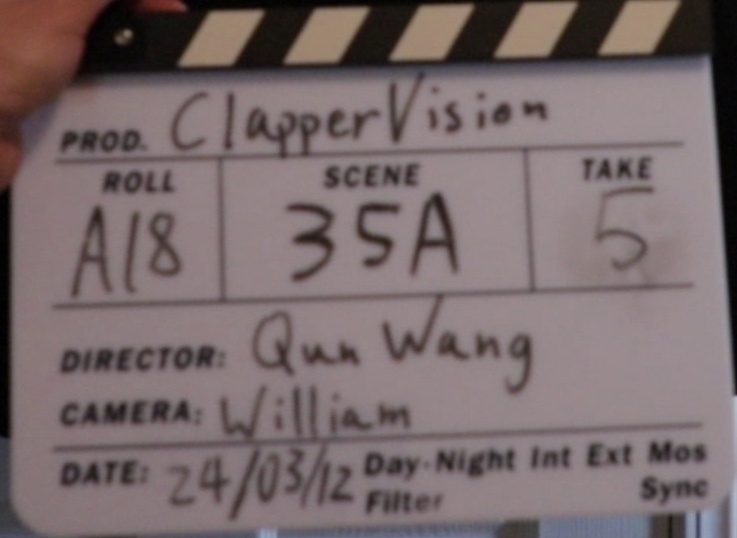 PROD. ClapperVision
ROLL SCENE TAKE
A18 35A 5
DIRECTOR: Qun Wang
CAMERA: William
DATE: 24/03/12 Day-Night Int Ext Mos
Filter Sync